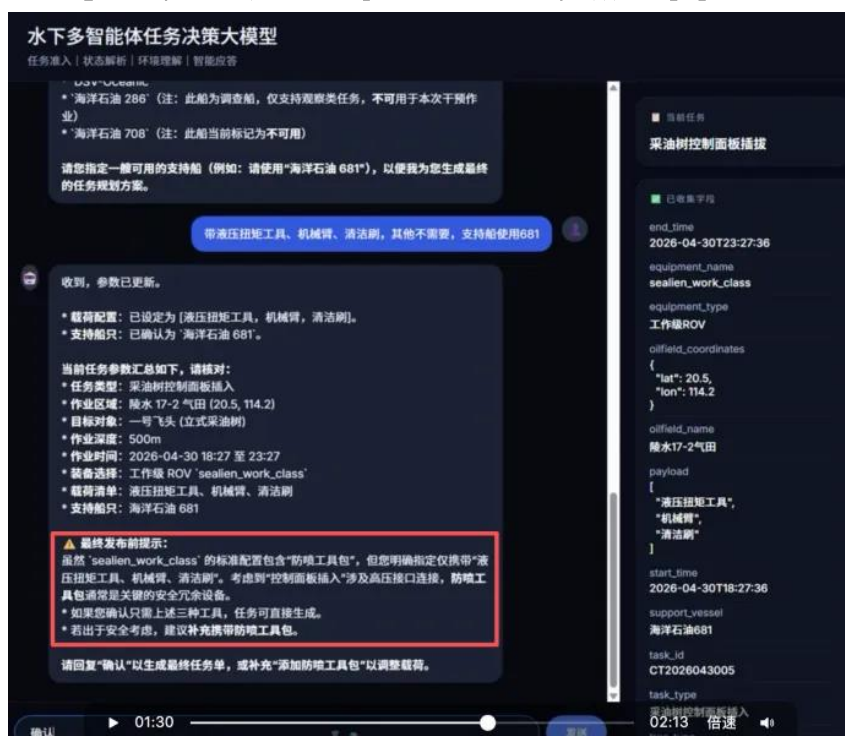 水下多智能体任务决策大模型
任务准入 | 状态解析 | 环境理解 | 智能应答
* `海洋石油 286`（注：此船为调查船，仅支持观察类任务，不可用于本次干预作
业）
* `海洋石油 708`（注：此船当前标记为不可用）
请您指定一艘可用的支持船（例如：请使用“海洋石油 681”），以便我为您生成最终
的任务规划方案。
带液压扭矩工具、机械臂、清洁刷，其他不需要，支持船使用681
收到，参数已更新。
* 载荷配置：已设定为 [液压扭矩工具，机械臂，清洁刷]。
* 支持船只：已确认为 `海洋石油 681`。
当前任务参数汇总如下，请核对：
* 任务类型：采油树控制面板插入
* 作业区域：陵水 17-2 气田 (20.5, 114.2)
* 目标对象：一号飞头 (立式采油树)
* 作业深度：500m
* 作业时间：2026-04-30 18:27 至 23:27
* 装备选择：工作级 ROV `sealien_work_class`
* 载荷清单：液压扭矩工具、机械臂、清洁刷
* 支持船只：海洋石油 681
⚠ 最终发布前提示：
虽然 `sealien_work_class` 的标准配置包含“防喷工具包”，但您明确指定仅携带“液
压扭矩工具、机械臂、清洁刷”。考虑到“控制面板插入”涉及高压接口连接，防喷工
具包通常是关键的安全冗余设备。
* 如果您确认只需上述三种工具，任务可直接生成。
* 若出于安全考虑，建议补充携带防喷工具包。
请回复“确认”以生成最终任务单，或补充“添加防喷工具包”以调整载荷。
确认
01:30
02:13 倍速
当前任务
采油树控制面板插拔
已收集字段
end_time
2026-04-30T23:27:36
equipment_name
sealien_work_class
equipment_type
工作级ROV
oilfield_coordinates
{
"lat": 20.5,
"lon": 114.2
}
oilfield_name
陵水17-2气田
payload
[
"液压扭矩工具",
"机械臂",
"清洁刷"
]
start_time
2026-04-30T18:27:36
support_vessel
海洋石油681
task_id
CT2026043005
task_type
采油树控制面板插入